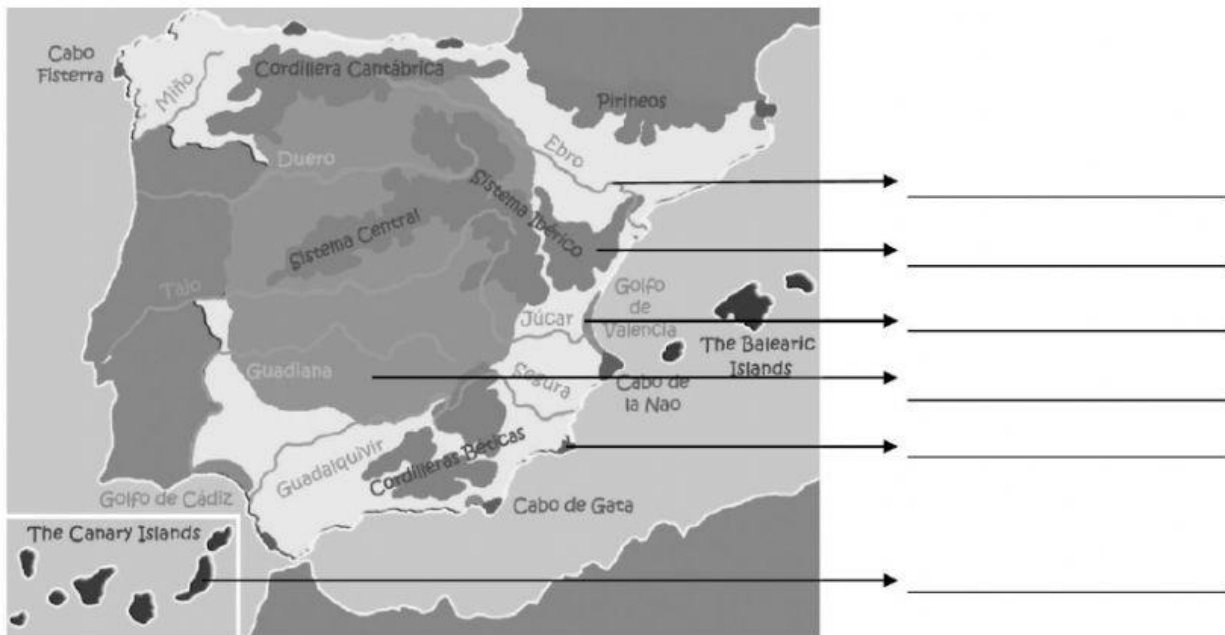 Cabo
Fisterra
Miño
Cordillera Cantábrica
Pirineos
Ebro
Duero
Sistema Ibérico
Sistema Central
Tajo
Golfo
de
Valencia
Júcar
The Balearic
Islands
Guadiana
Segura
Cabo de
la Nao
Guadalquivir
Cordilleras Béticas
Golfo de Cádiz
Cabo de Gata
The Canary Islands